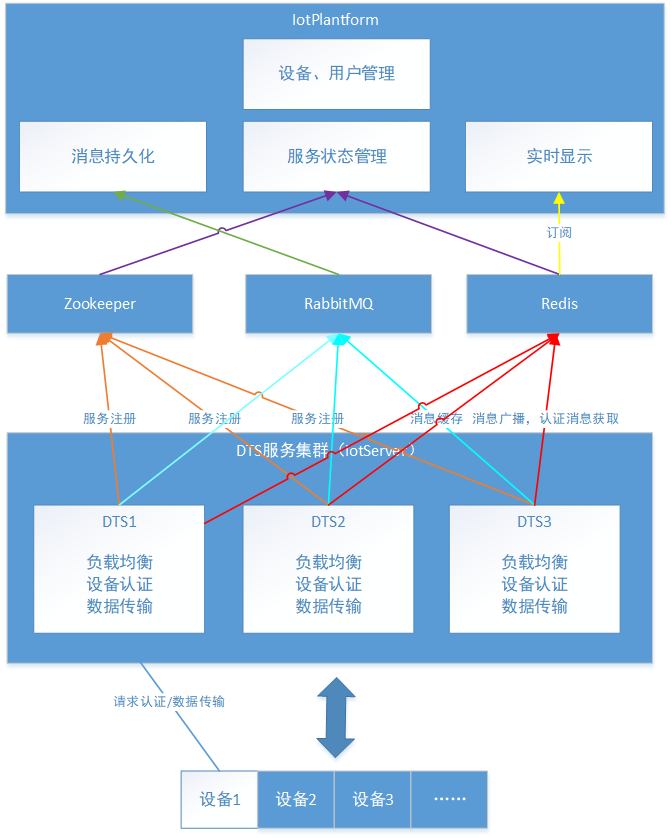 IotPlantform
设备、用户管理
消息持久化
服务状态管理
实时显示
订阅
Zookeeper
RabbitMQ
Redis
服务注册
服务注册
服务注册
消息缓存
消息广播，认证消息获取
DTS服务集群（iotServer）
DTS1
负载均衡
设备认证
数据传输
DTS2
负载均衡
设备认证
数据传输
DTS3
负载均衡
设备认证
数据传输
请求认证/数据传输
设备1
设备2
设备3
……